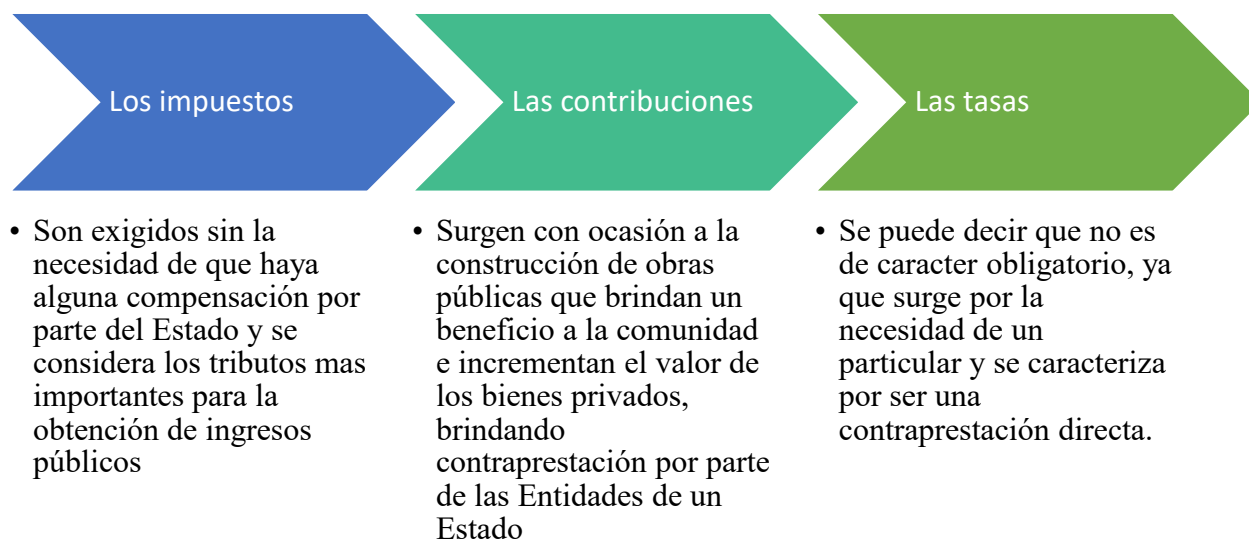 Los impuestos
• Son exigidos sin la
necesidad de que haya
alguna compensación por
parte del Estado y se
considera los tributos mas
importantes para la
obtención de ingresos
públicos
Las contribuciones
• Surgen con ocasión a la
construcción de obras
públicas que brindan un
beneficio a la comunidad
e incrementan el valor de
los bienes privados,
brindando
contraprestación por parte
de las Entidades de un
Estado
Las tasas
• Se puede decir que no es
de caracter obligatorio, ya
que surge por la
necesidad de un
particular y se caracteriza
por ser una
contraprestación directa.